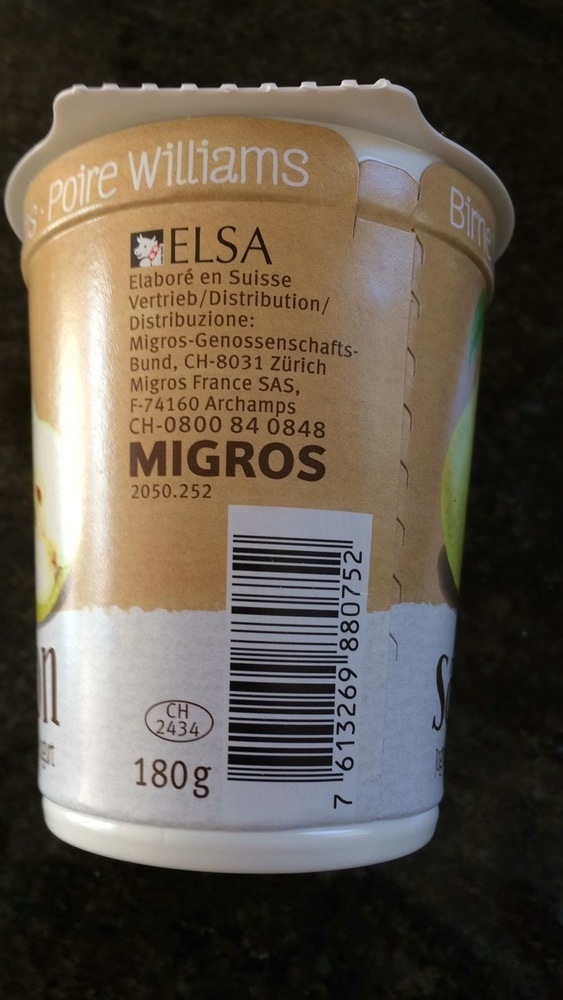 Poire Williams
Birne
ELSA
Elaboré en Suisse
Vertrieb/Distribution/
Distribuzione:
Migros-Genossenschafts-
Bund, CH-8031 Zürich
Migros France SAS,
F-74160 Archamps
CH-0800 84 0848
MIGROS
2050.252
7 613269 880752
CH
2434
180g